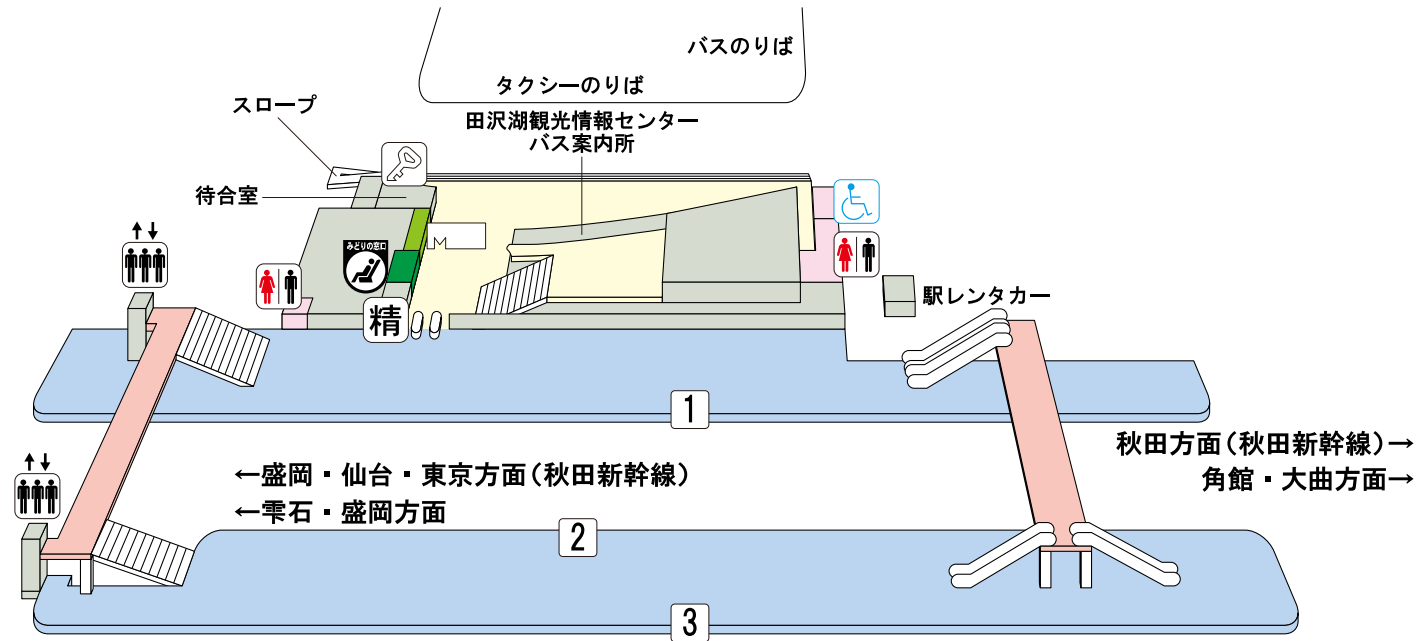 バスのりば
タクシーのりば
スロープ
田沢湖観光情報センター
バス案内所
待合室
みどりの窓口
M
精
駅レンタカー
1
秋田方面(秋田新幹線)→
←盛岡・仙台・東京方面(秋田新幹線)
角館・大曲方面→
←雫石・盛岡方面
2
3